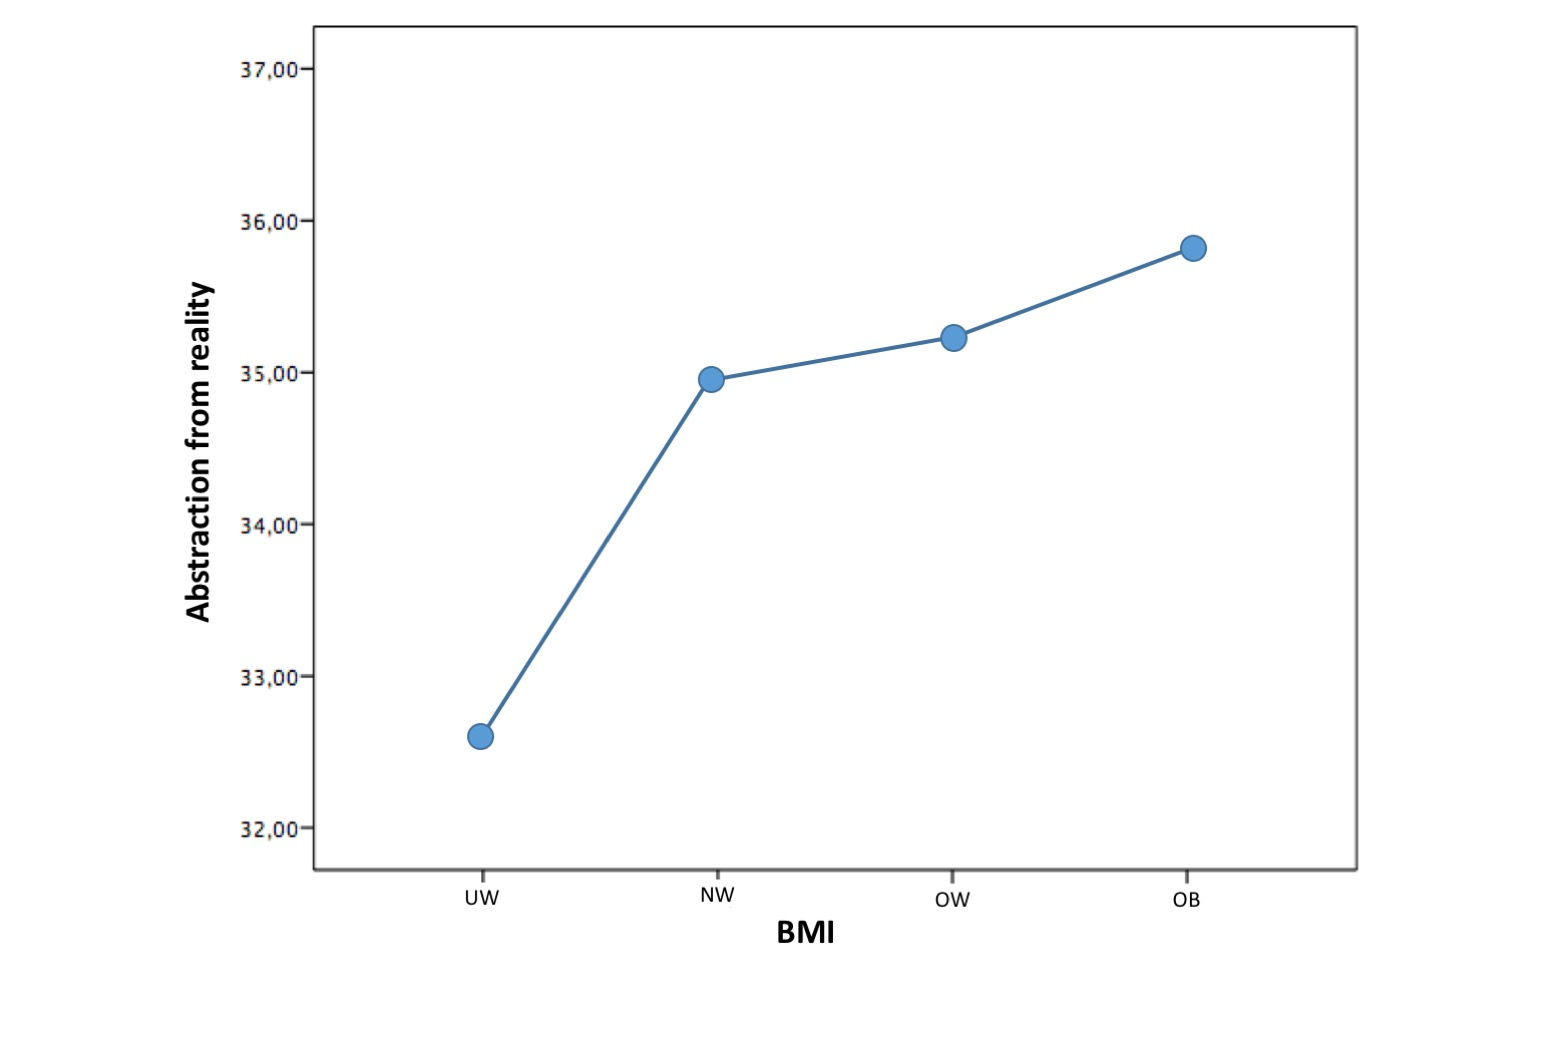 37,00
36,00
35,00
34,00
33,00
32,00
Abstraction from reality
UW
NW
OW
OB
BMI